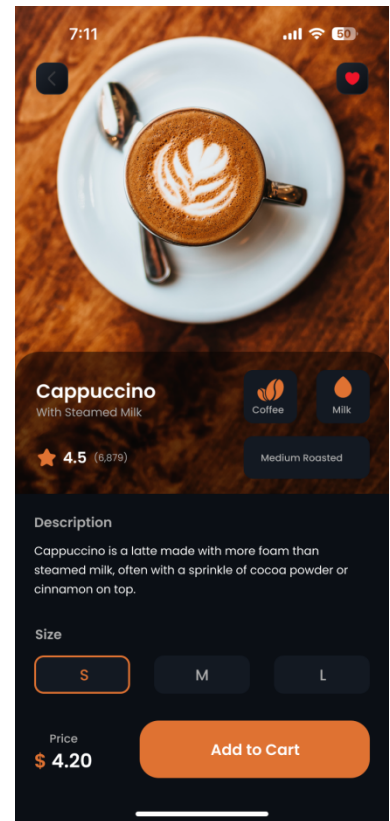 7:11
50
Cappuccino
With Steamed Milk
Coffee
Milk
4.5 (6,879)
Medium Roasted
Description
Cappuccino is a latte made with more foam than
steamed milk, often with a sprinkle of cocoa powder or
cinnamon on top.
Size
S
M
L
Price
$ 4.20
Add to Cart